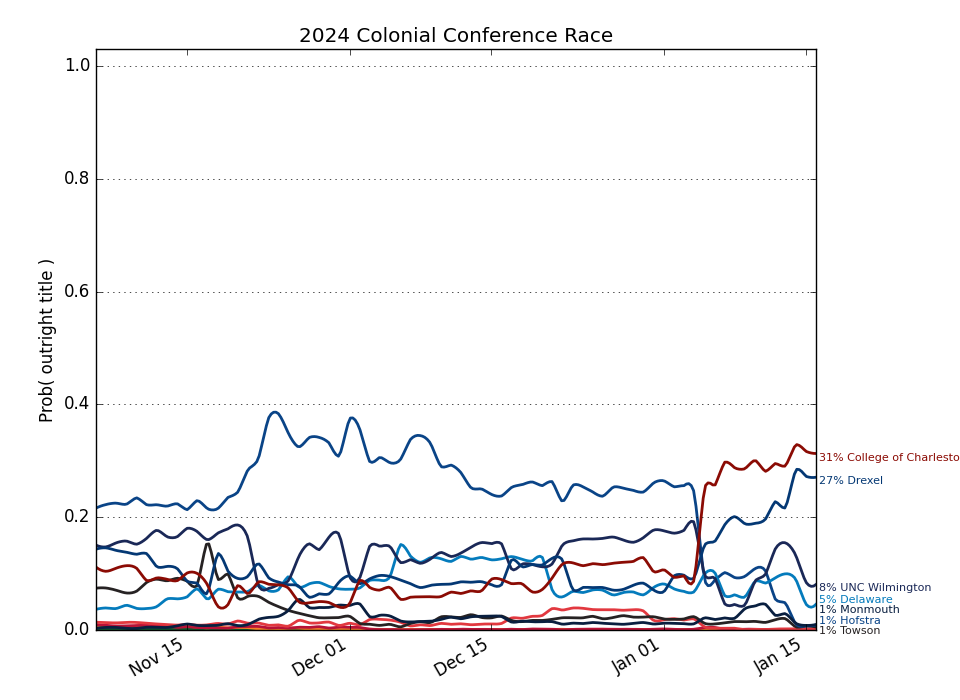 2024 Colonial Conference Race
Prob( outright title )
1.0
0.8
0.6
0.4
0.2
0.0
Nov 15
Dec 01
Dec 15
Jan 01
Jan 15
31% College of Charlesto
27% Drexel
8% UNC Wilmington
5% Delaware
1% Monmouth
1% Hofstra
1% Towson